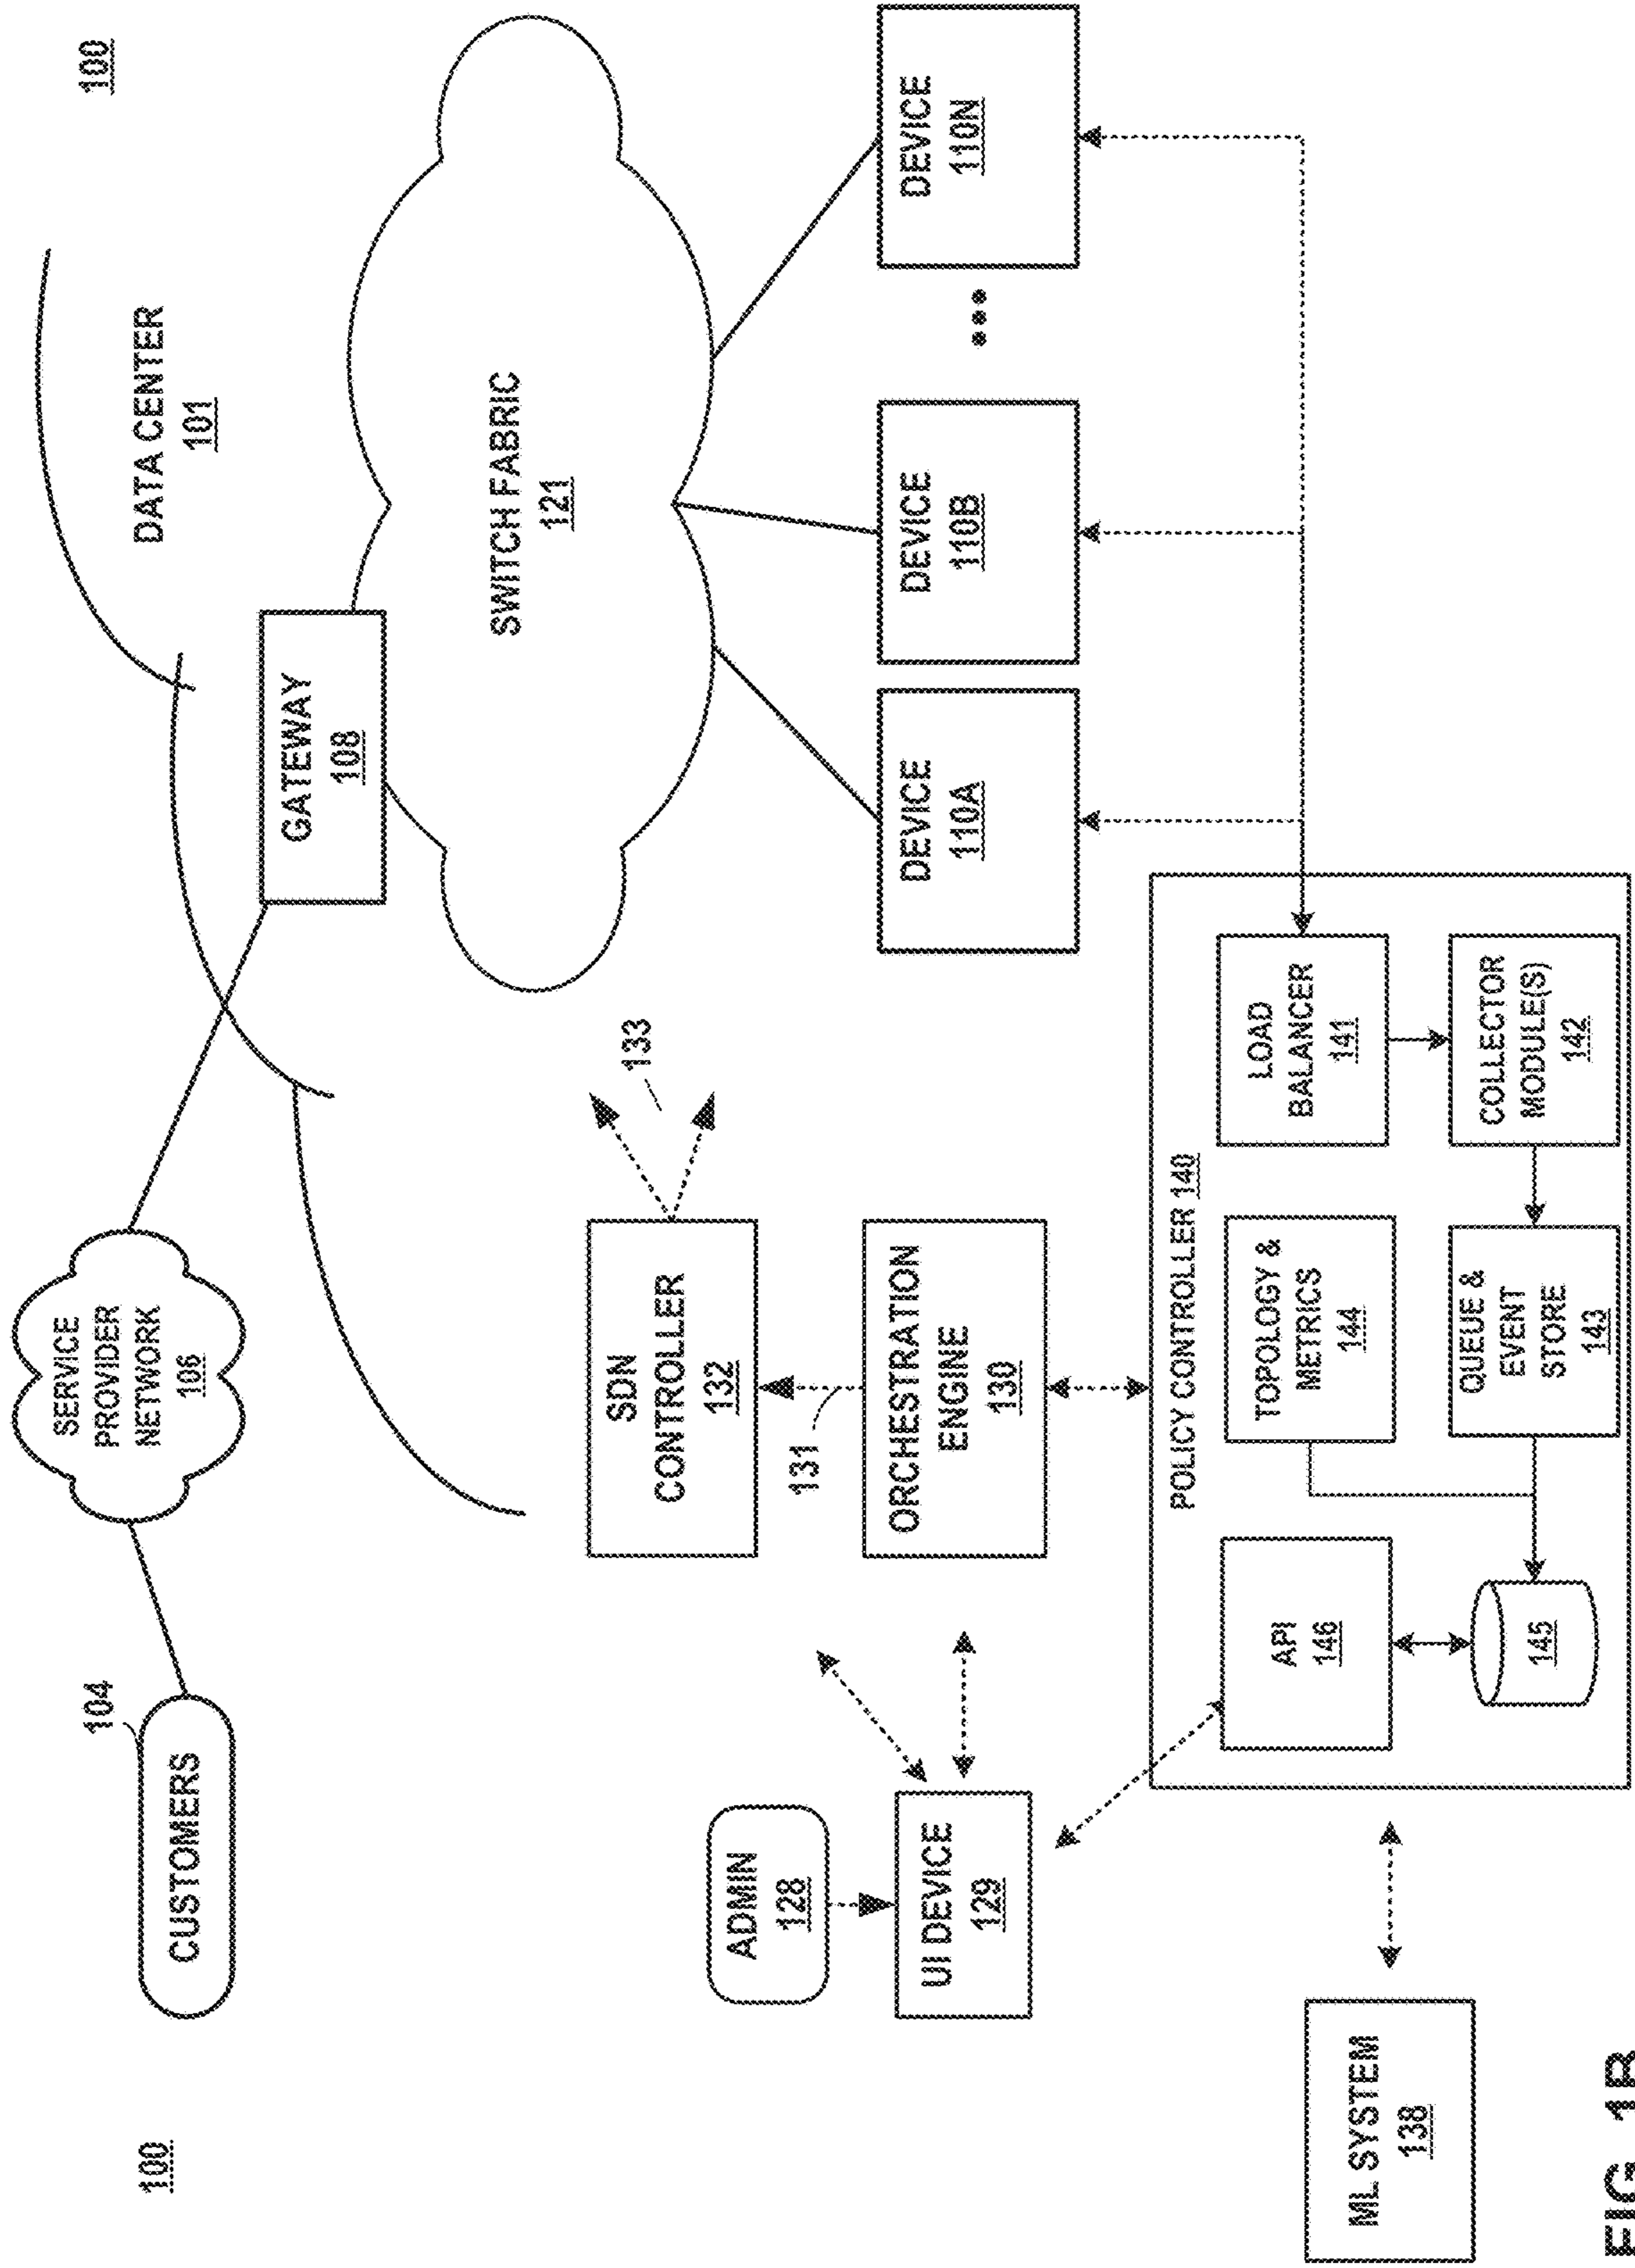 100
100
CUSTOMERS
104
SERVICE
PROVIDER
NETWORK
106
DATA CENTER
101
GATEWAY
108
SWITCH FABRIC
121
SDN
CONTROLLER
132
133
131
ORCHESTRATION
ENGINE
130
ADMIN
128
UI DEVICE
129
DEVICE
110A
DEVICE
110B
•••
DEVICE
110N
POLICY CONTROLLER 140
API
146
145
TOPOLOGY &
METRICS
144
QUEUE &
EVENT
STORE
143
LOAD
BALANCER
141
COLLECTOR
MODULE(S)
142
ML SYSTEM
138
FIG. 1B